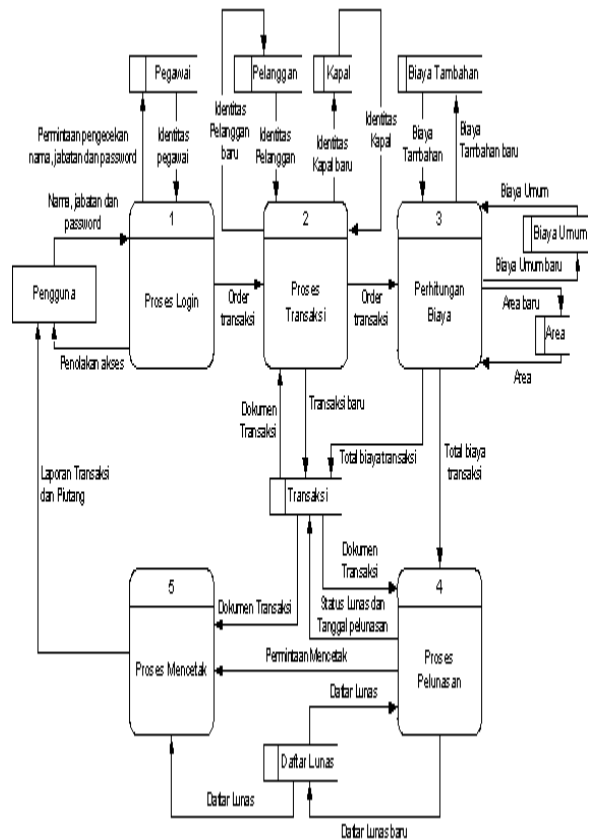 Pegawai
Pelanggan
Kapal
Biaya Tambahan
Permintaan pengecekan
nama, jabatan dan password
Identitas
pegawai
Identitas
Pelanggan
baru
Identitas
Pelanggan
Identitas
Kapal baru
Identitas
Kapal
Biaya
Tambahan
Biaya
Tambahan baru
Nama, jabatan dan
password
1
Proses Login
2
Proses
Transaksi
3
Perhitungan
Biaya
Biaya Umum
Biaya Umum
Biaya Umum baru
Pengguna
Order
transaksi
Order
transaksi
Area baru
Area
Area
Penolakan akses
Dokumen
Transaksi
Transaksi baru
Total biaya transaksi
Total biaya
transaksi
Laporan Transaksi
dan Piutang
Transaksi
Dokumen
Transaksi
5
Proses Mencetak
Dokumen Transaksi
Status Lunas dan
Tanggal pelunasan
4
Proses
Pelunasan
Permintaan Mencetak
Daftar Lunas
Daftar Lunas
Daftar Lunas
Daftar Lunas baru